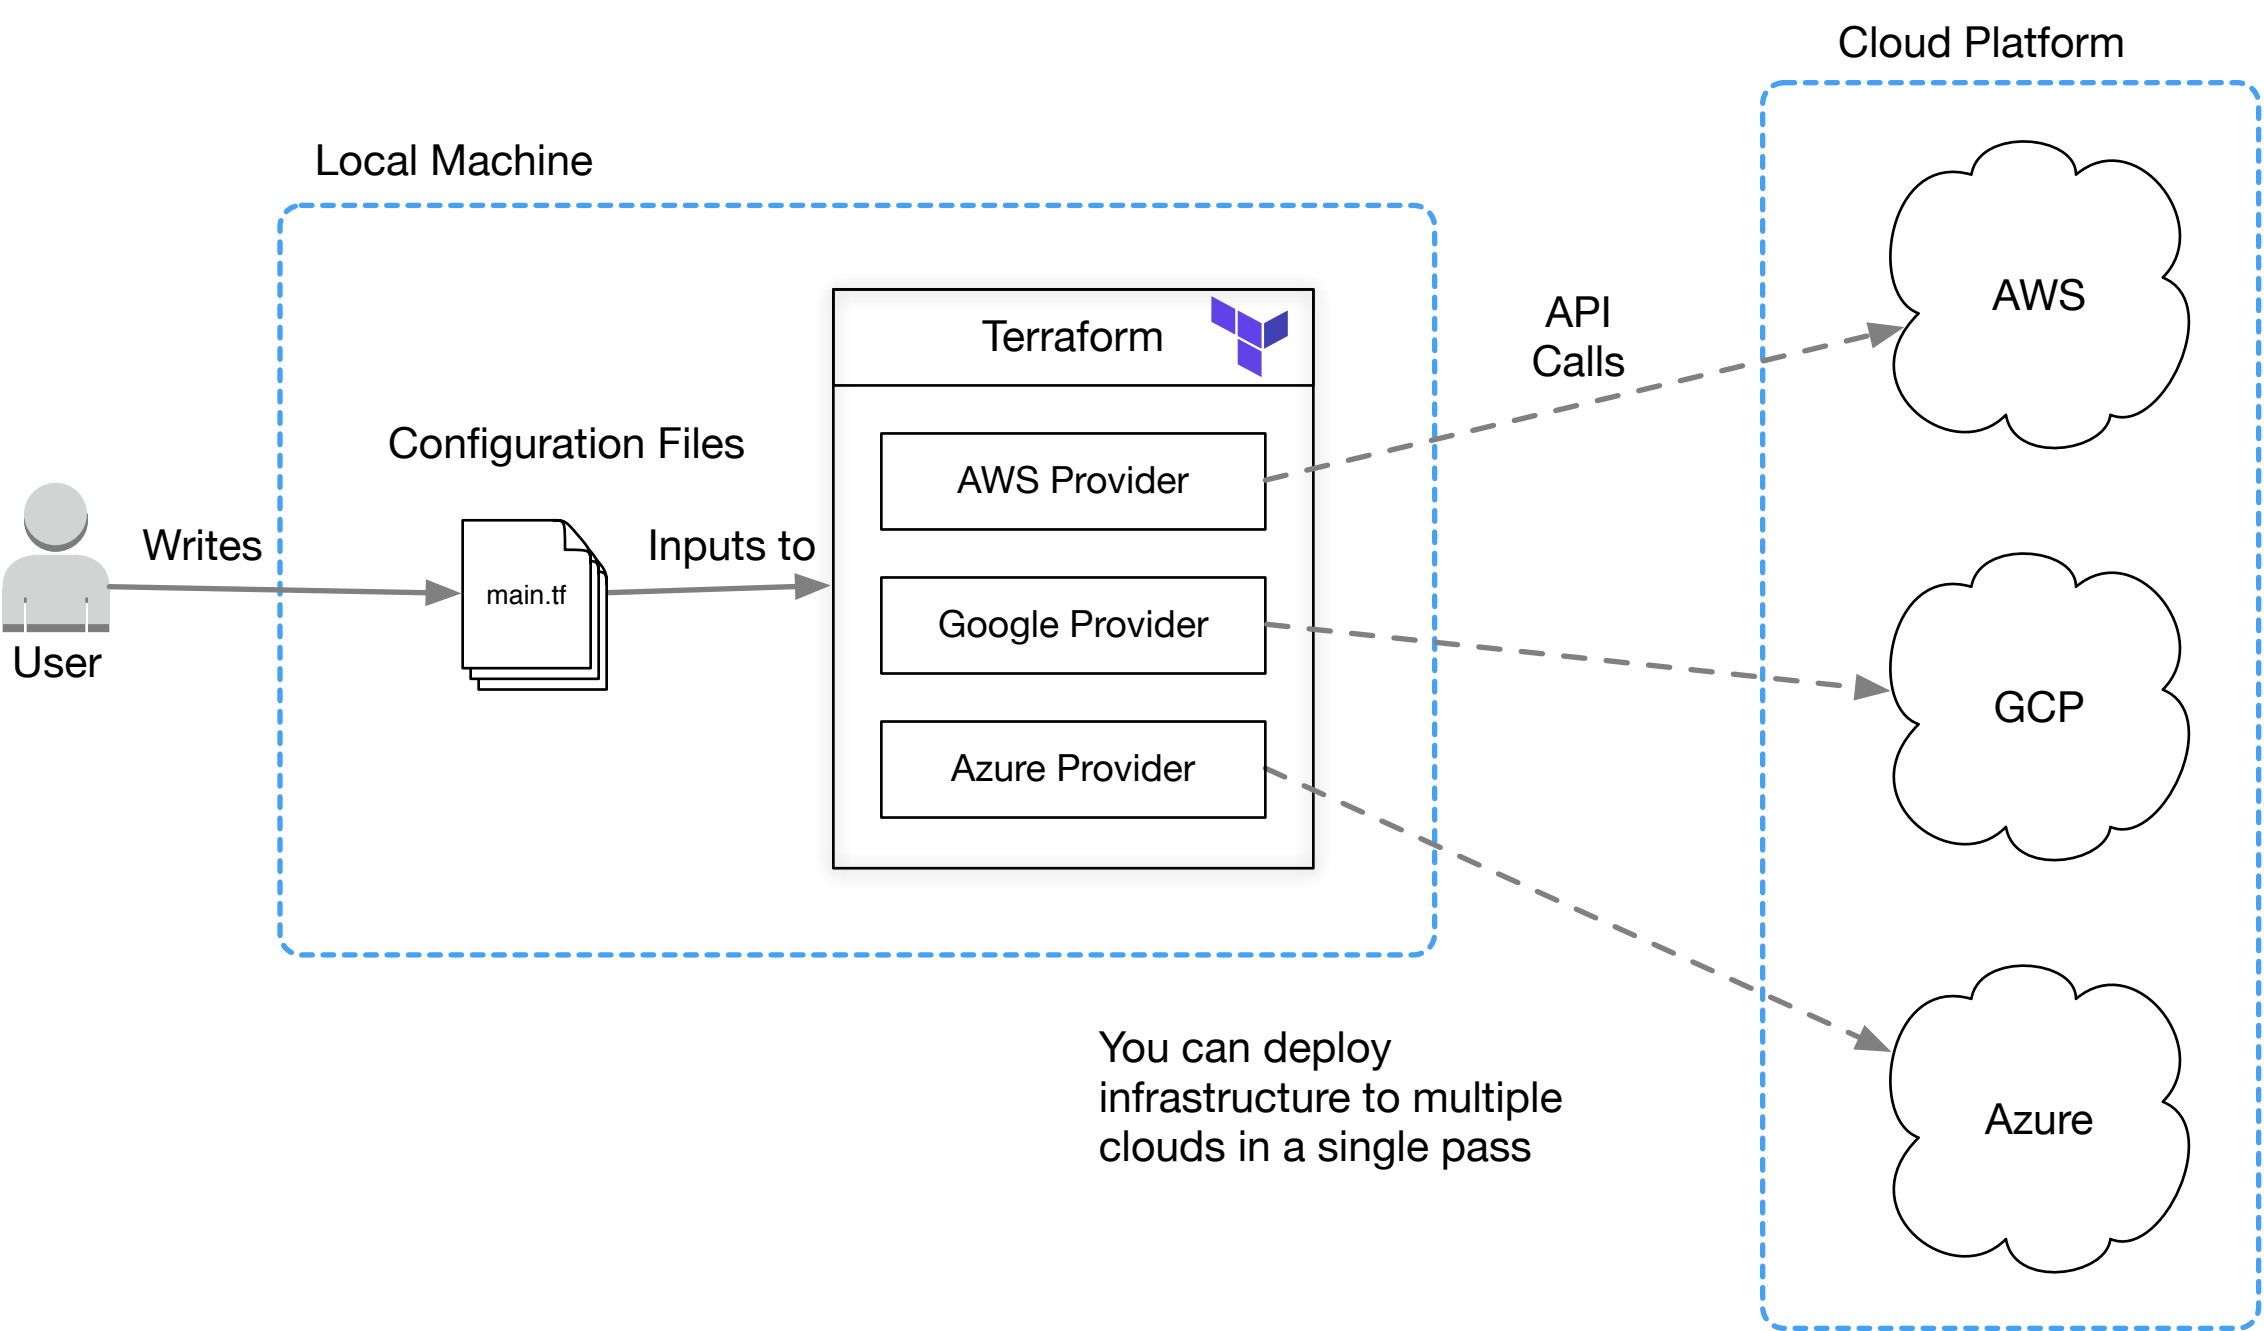 Cloud Platform
Local Machine
AWS
API
Calls
Terraform
Configuration Files
AWS Provider
Writes
Inputs to
main.tf
Google Provider
User
GCP
Azure Provider
You can deploy
infrastructure to multiple
clouds in a single pass
Azure